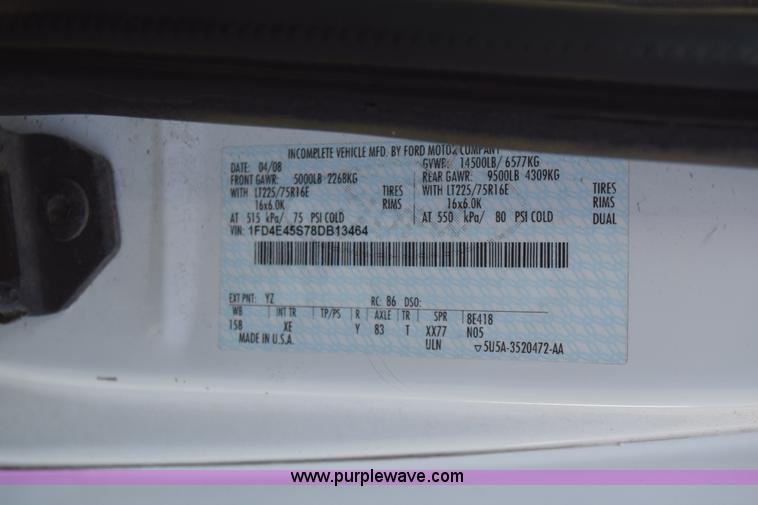 INCOMPLETE VEHICLE MFD. BY FORD MOTOR COMPANY
DATE: 04/08 GVWR: 14500LB/ 6577KG
FRONT GAWR: 5000LB 2268KG REAR GAWR: 9500LB 4309KG
WITH LT225/75R16E TIRES WITH LT225/75R16E TIRES
16x6.0K RIMS 16x6.0K RIMS
AT 515 kPa/ 75 PSI COLD AT 550 kPa/ 80 PSI COLD DUAL
VIN: 1FD4E45S78DB13464
EXT PNT: YZ RC: 86 DSO:
WB INT TR TP/PS R AXLE TR SPR 8E418
158 XE Y 83 T XX77 N05
MADE IN U.S.A. ULN ▽5U5A-3520472-AA
www.purplewave.com